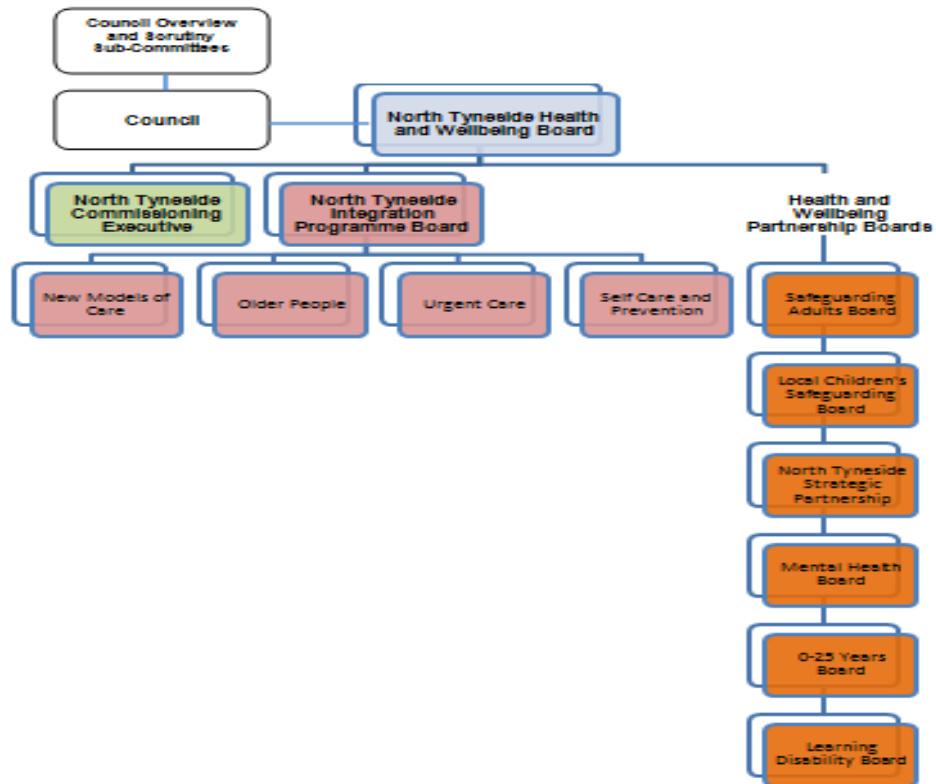 Council Overview
and Scrutiny
Sub-Committees
Council
North Tyneside Health
and Wellbeing Board
North Tyneside
Commissioning
Executive
North Tyneside
Integration
Programme Board
Health and
Wellbeing
Partnership Boards
New Models of
Care
Older People
Urgent Care
Self Care and
Prevention
Safeguarding
Adults Board
Local Children's
Safeguarding
Board
North Tyneside
Strategic
Partnership
Mental Health
Board
0-25 Years
Board
Learning
Disability Board